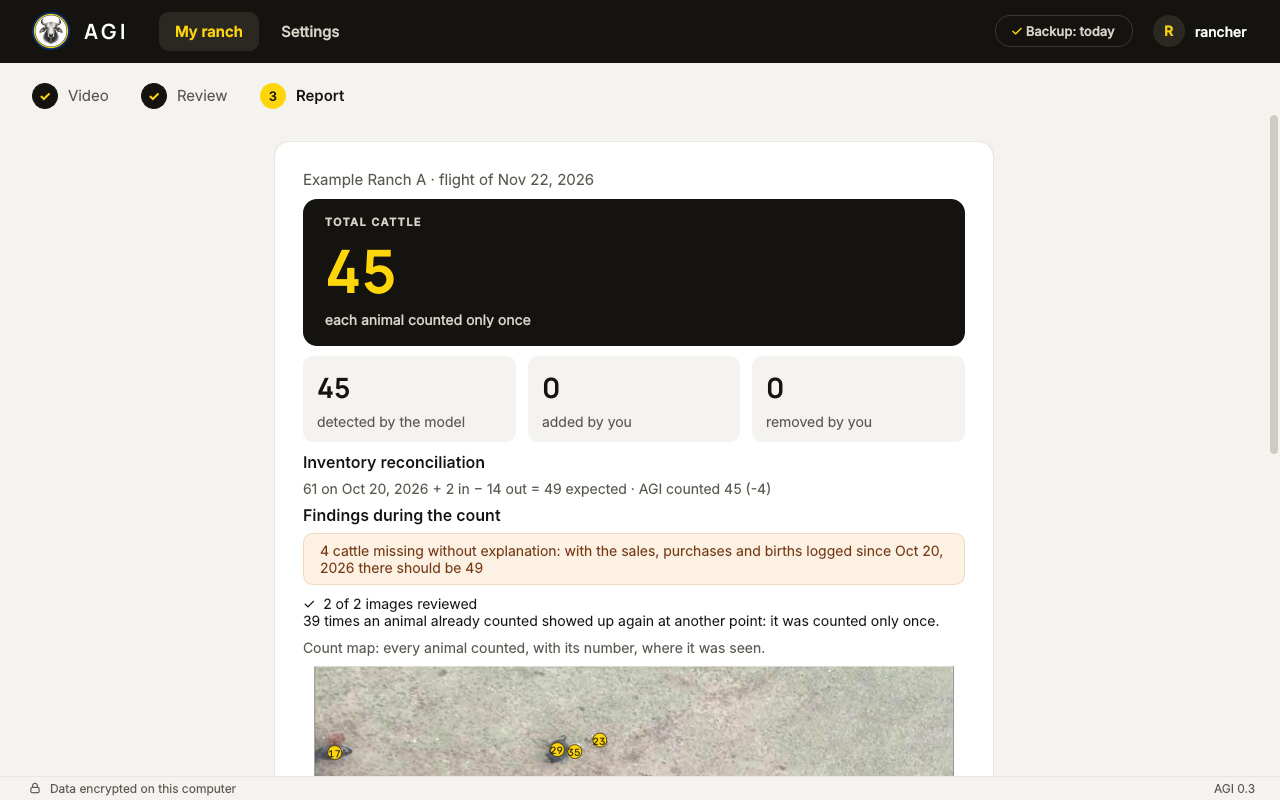 AGI
My ranch
Settings
Backup: today
R
rancher
Video
Review
3
Report
Example Ranch A · flight of Nov 22, 2026
TOTAL CATTLE
45
each animal counted only once
45
detected by the model
0
added by you
0
removed by you
Inventory reconciliation
61 on Oct 20, 2026 + 2 in − 14 out = 49 expected · AGI counted 45 (-4)
Findings during the count
4 cattle missing without explanation: with the sales, purchases and births logged since Oct 20,
2026 there should be 49
✓ 2 of 2 images reviewed
39 times an animal already counted showed up again at another point: it was counted only once.
Count map: every animal counted, with its number, where it was seen.
23
29
35
17
Data encrypted on this computer
AGI 0.3